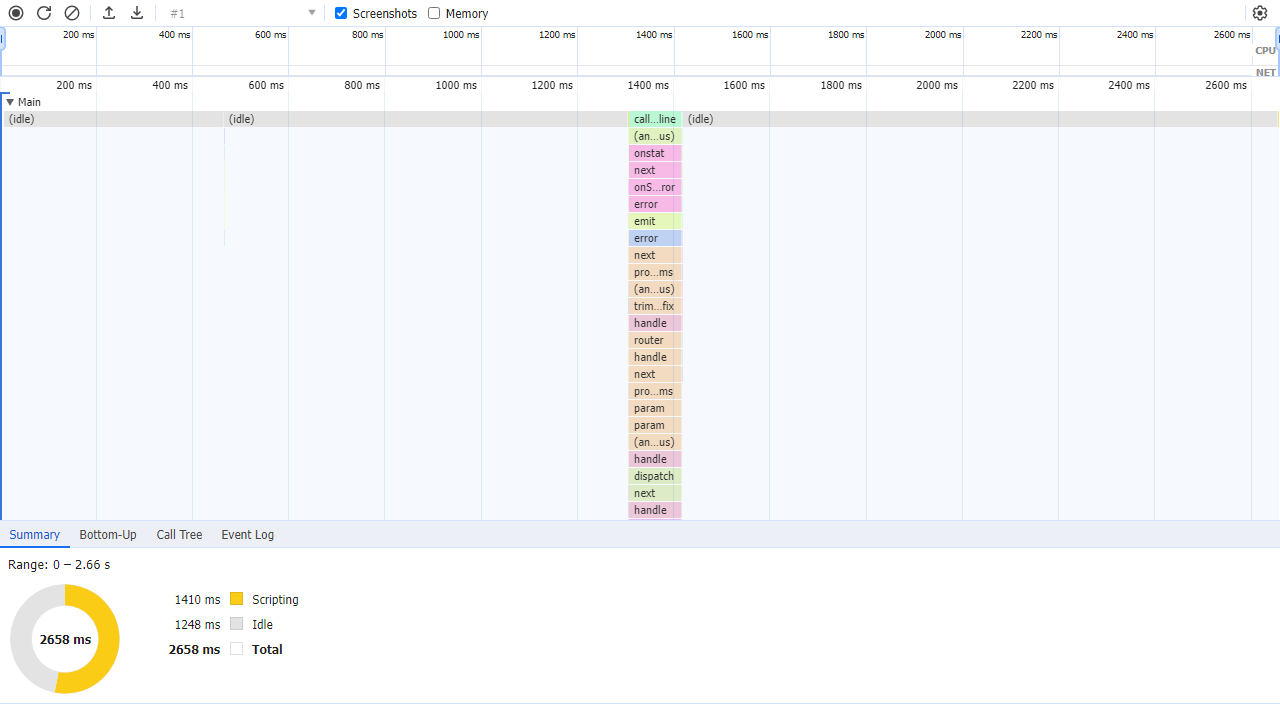 #1 Screenshots Memory
200 ms 400 ms 600 ms 800 ms 1000 ms 1200 ms 1400 ms 1600 ms 1800 ms 2000 ms 2200 ms 2400 ms 2600 ms
CPU
NET
200 ms 400 ms 600 ms 800 ms 1000 ms 1200 ms 1400 ms 1600 ms 1800 ms 2000 ms 2200 ms 2400 ms 2600 ms
Main
(idle) (idle) call...line (idle)
(an...us)
onstat
next
onS...ror
error
emit
error
next
pro...ms
(an...us)
trim...fix
handle
router
handle
next
pro...ms
param
param
(an...us)
handle
dispatch
next
handle
Summary Bottom-Up Call Tree Event Log
Range: 0 – 2.66 s
1410 ms Scripting
2658 ms 1248 ms Idle
2658 ms Total